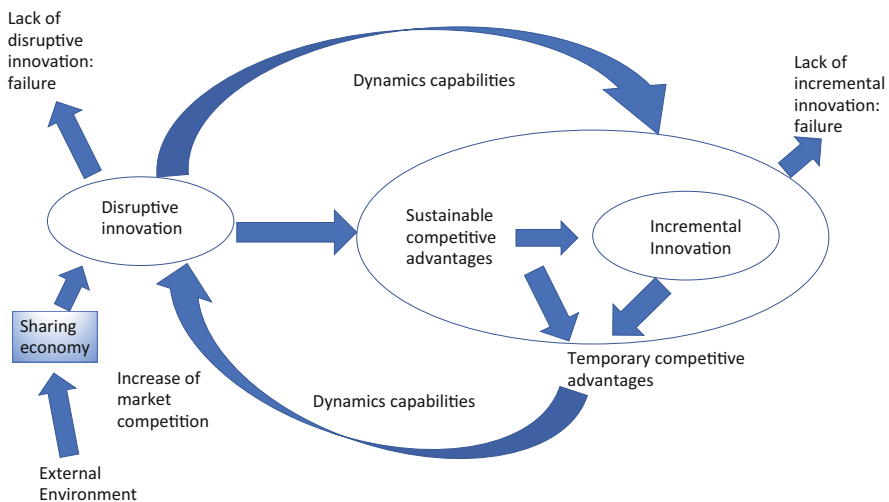 Lack of
disruptive
innovation:
failure
Dynamics capabilities
Lack of
incremental
innovation:
failure
Disruptive
innovation
Sustainable
competitive
advantages
Incremental
Innovation
Sharing
economy
Temporary competitive
advantages
Increase of
market
competition
Dynamics capabilities
External
Environment